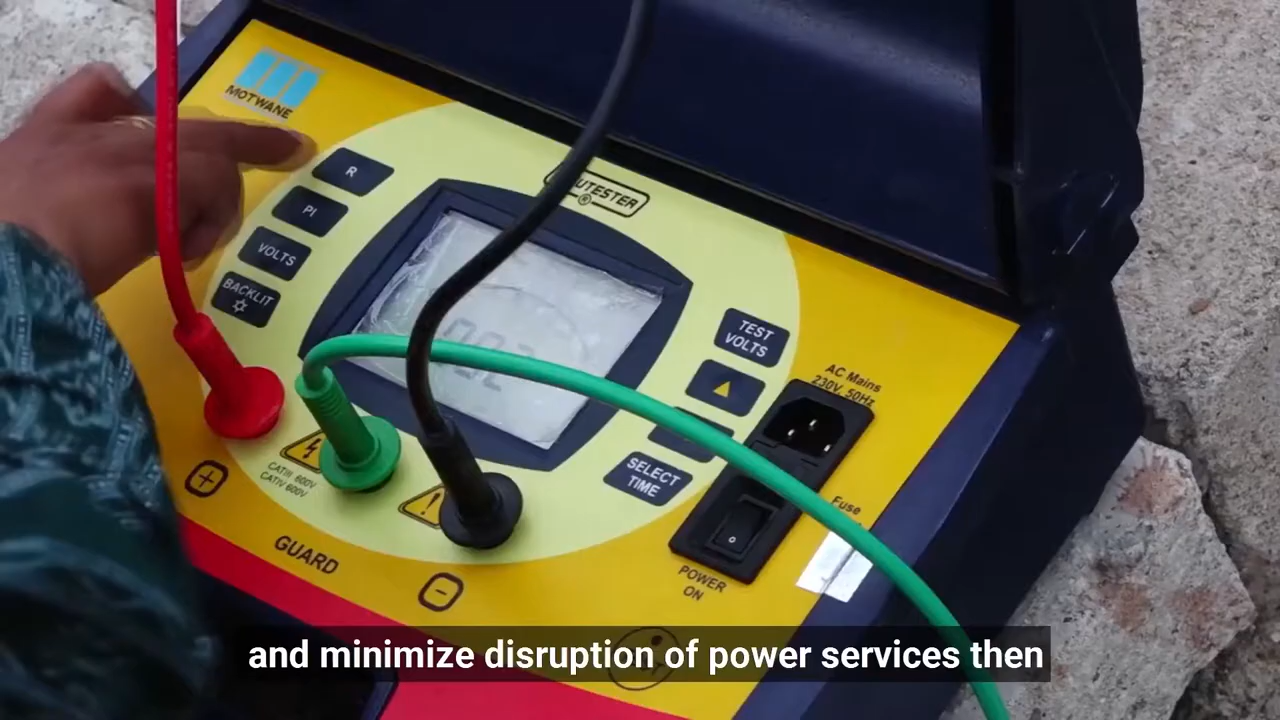 MOTWANE
R
PI
VOLTS
BACKLIT
UTESTER
®
TEST
VOLTS
AC Mains
230V, 50Hz
SELECT
TIME
Fuse
POWER
ON
CATIII 600V
CATIV 600V
GUARD
and minimize disruption of power services then